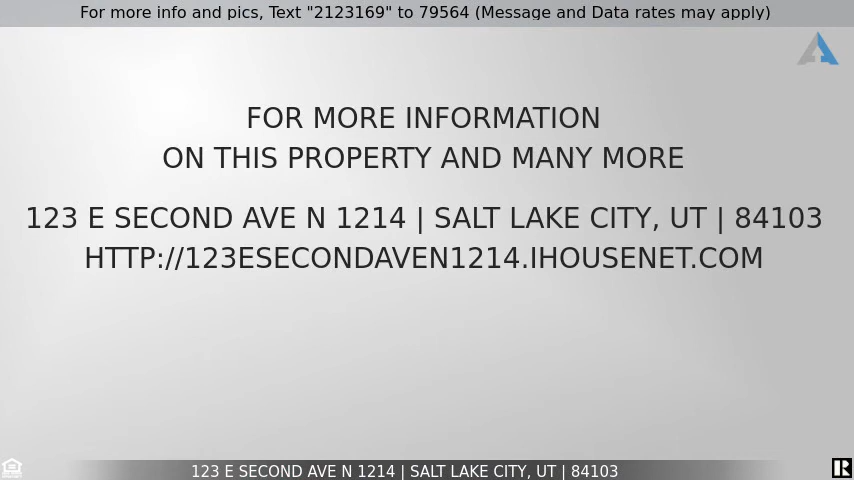 For more info and pics, Text "2123169" to 79564 (Message and Data rates may apply)
FOR MORE INFORMATION
ON THIS PROPERTY AND MANY MORE
123 E SECOND AVE N 1214 | SALT LAKE CITY, UT | 84103
HTTP://123ESECONDAVEN1214.IHOUSENET.COM
123 E SECOND AVE N 1214 | SALT LAKE CITY, UT | 84103